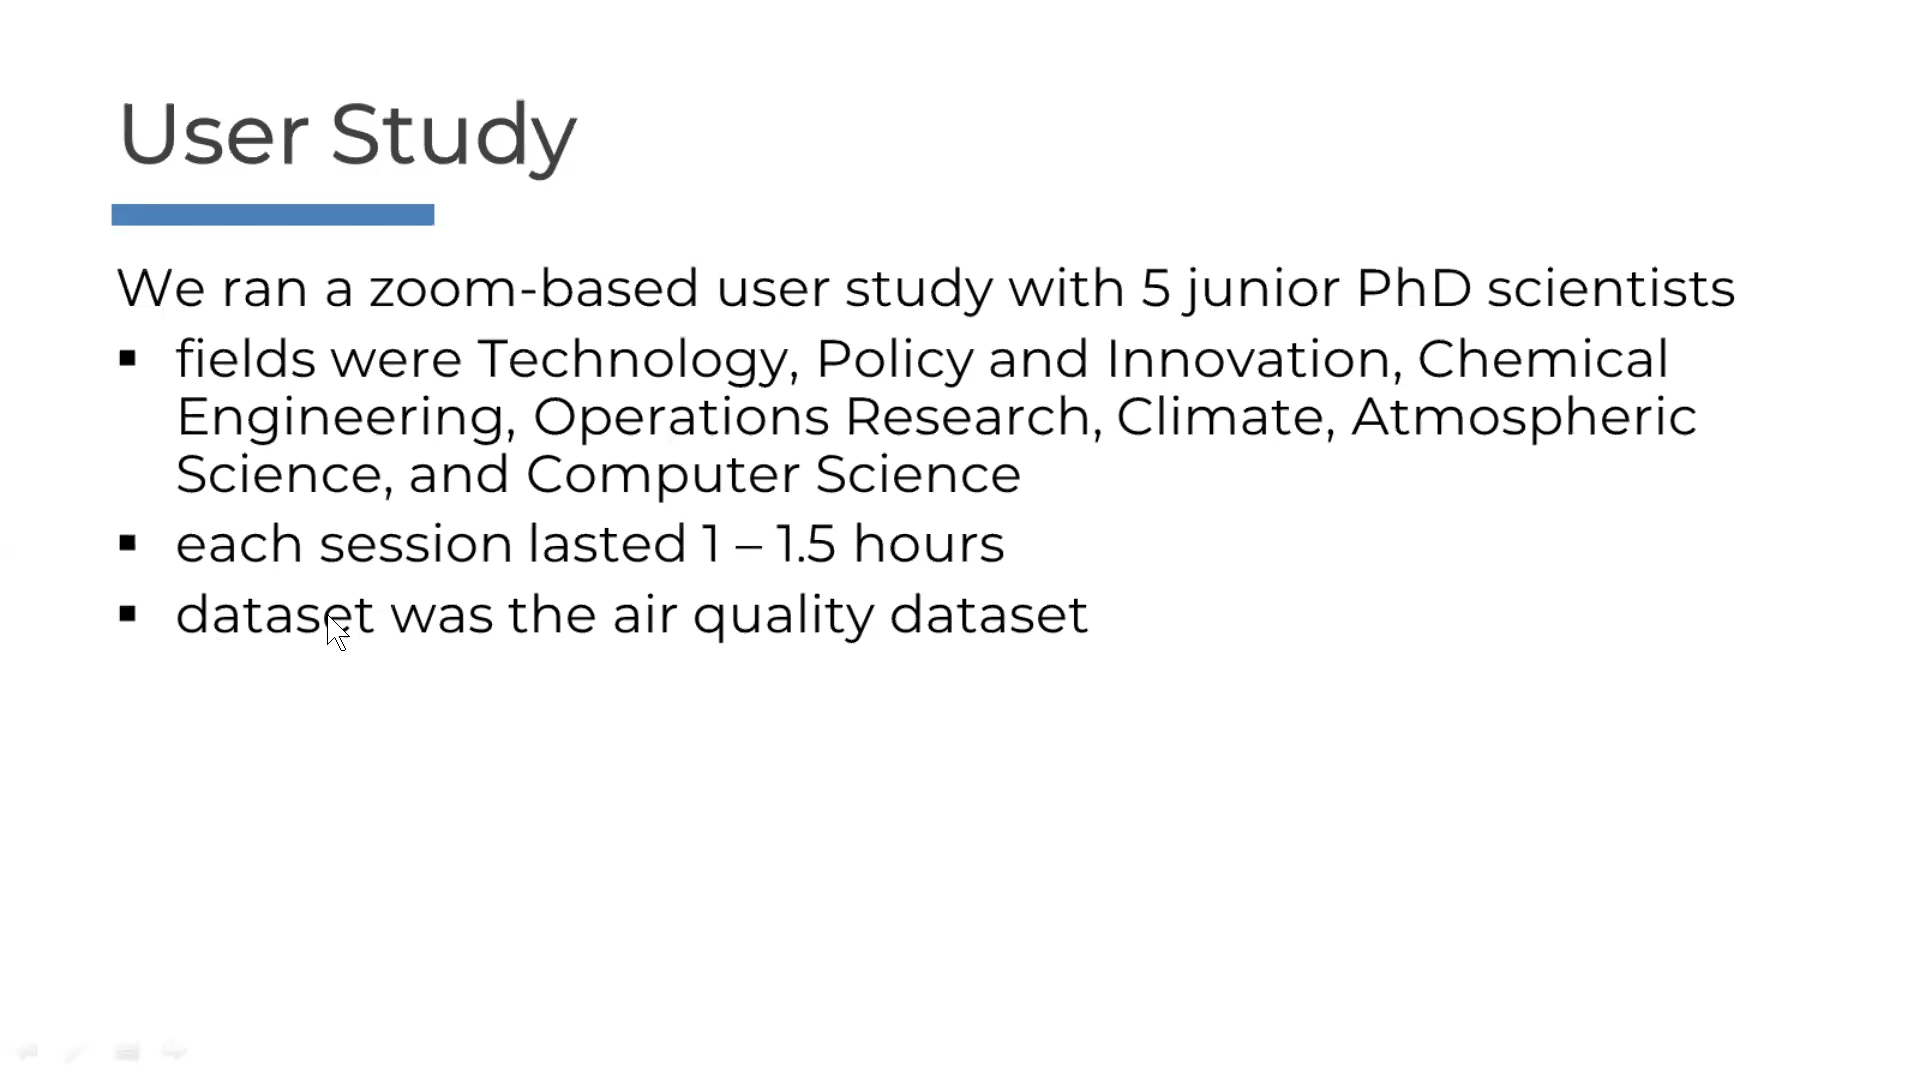 User Study
We ran a zoom-based user study with 5 junior PhD scientists
▪ fields were Technology, Policy and Innovation, Chemical
Engineering, Operations Research, Climate, Atmospheric
Science, and Computer Science
▪ each session lasted 1 – 1.5 hours
▪ dataset was the air quality dataset